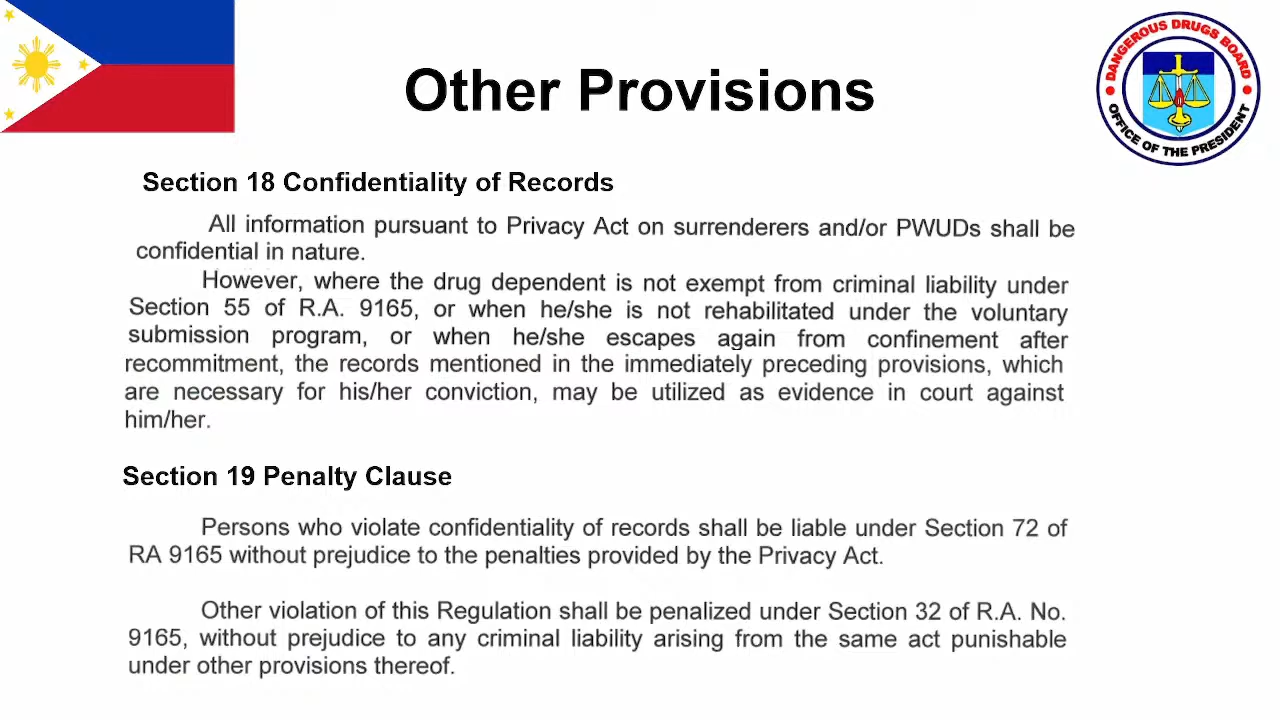 Other Provisions
DANGEROUS DRUGS BOARD
OFFICE OF THE PRESIDENT
Section 18 Confidentiality of Records
All information pursuant to Privacy Act on surrenderers and/or PWUDs shall be
confidential in nature.
However, where the drug dependent is not exempt from criminal liability under
Section 55 of R.A. 9165, or when he/she is not rehabilitated under the voluntary
submission program, or when he/she escapes again from confinement after
recommitment, the records mentioned in the immediately preceding provisions, which
are necessary for his/her conviction, may be utilized as evidence in court against
him/her.
Section 19 Penalty Clause
Persons who violate confidentiality of records shall be liable under Section 72 of
RA 9165 without prejudice to the penalties provided by the Privacy Act.
Other violation of this Regulation shall be penalized under Section 32 of R.A. No.
9165, without prejudice to any criminal liability arising from the same act punishable
under other provisions thereof.